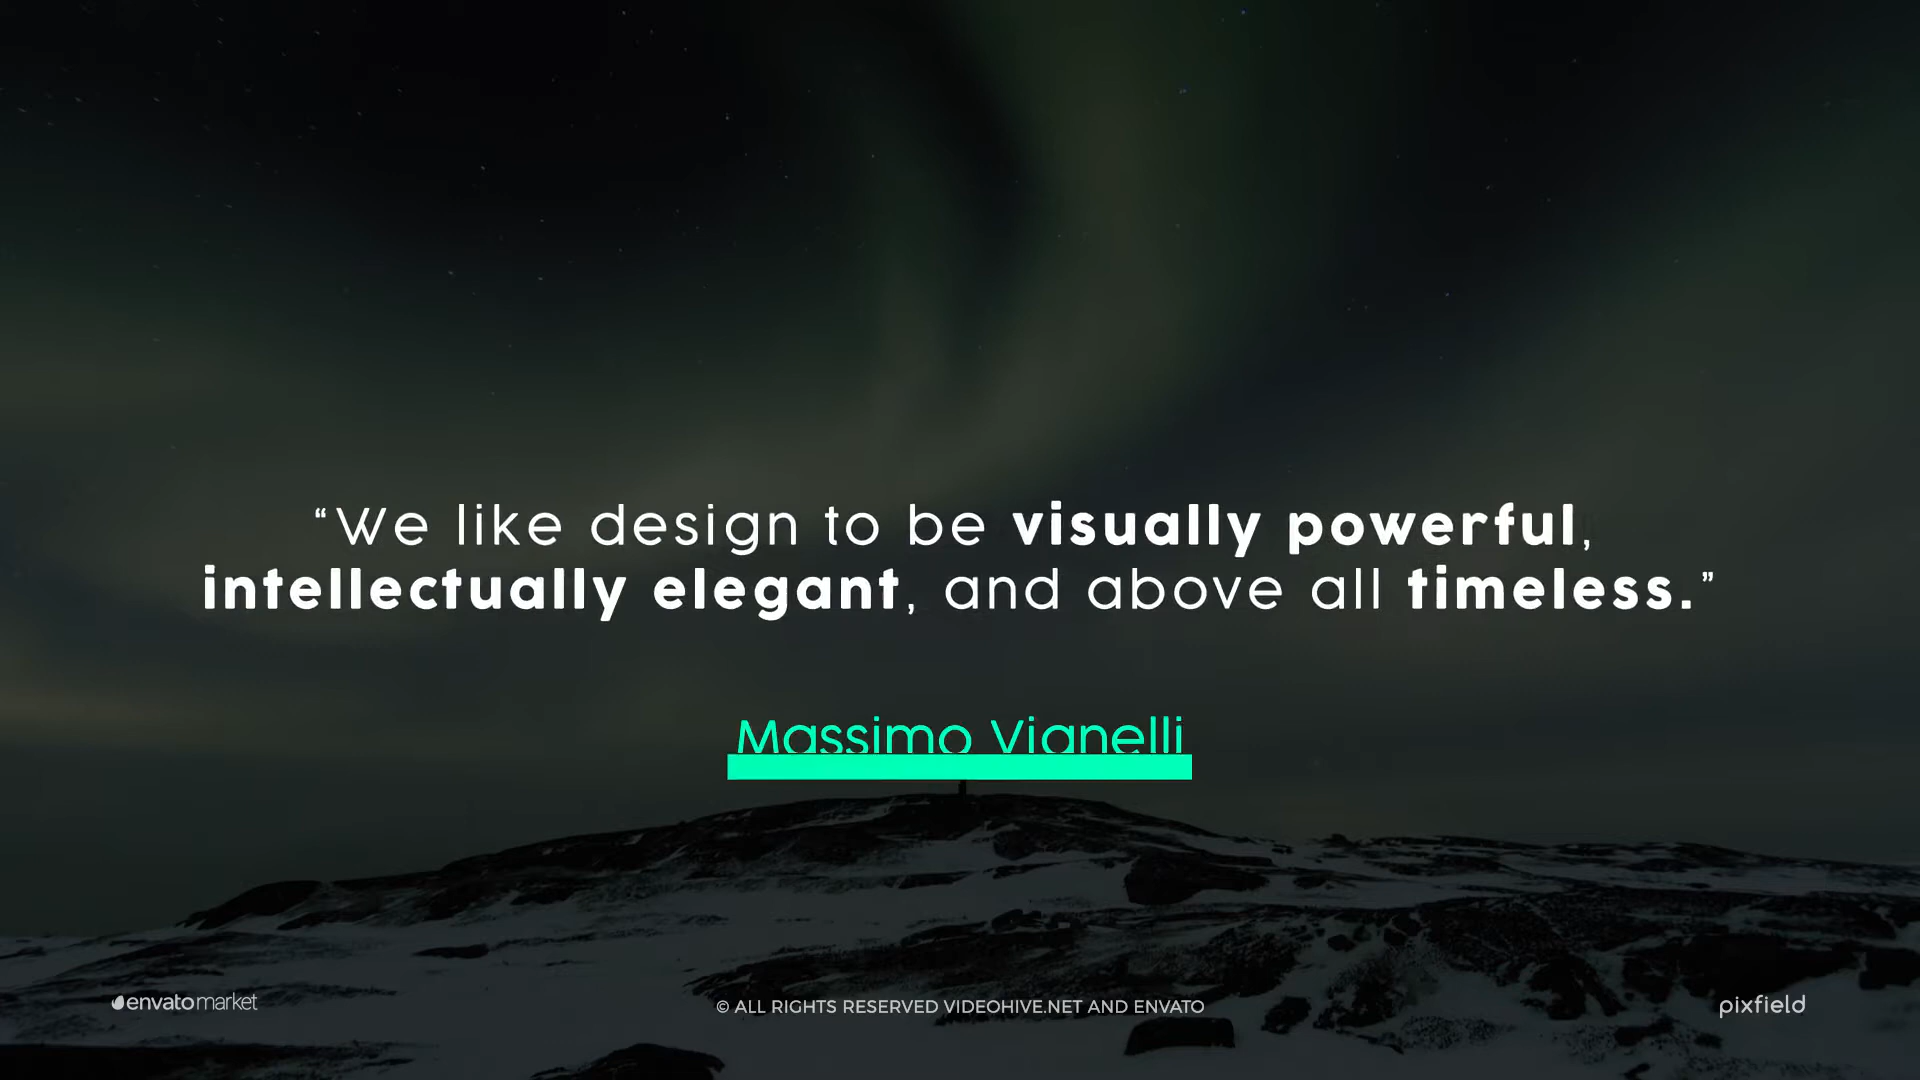 “We like design to be visually powerful,
intellectually elegant, and above all timeless.”
Massimo Vianelli
envatomarket
© ALL RIGHTS RESERVED VIDEOHIVE.NET AND ENVATO
pixfield